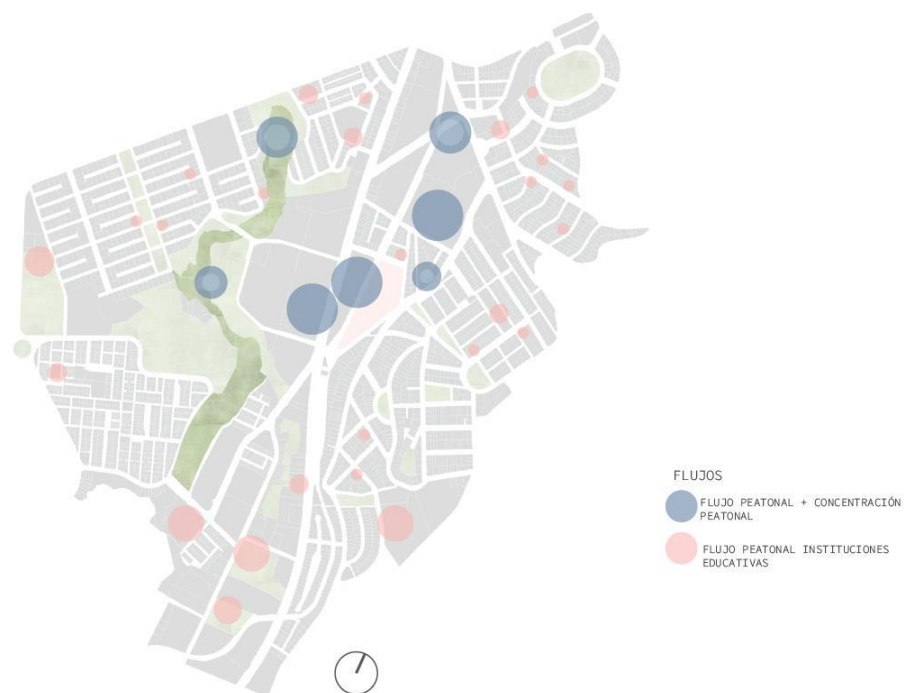 FLUJOS
FLUJO PEATONAL + CONCENTRACIÓN
PEATONAL
FLUJO PEATONAL INSTITUCIONES
EDUCATIVAS